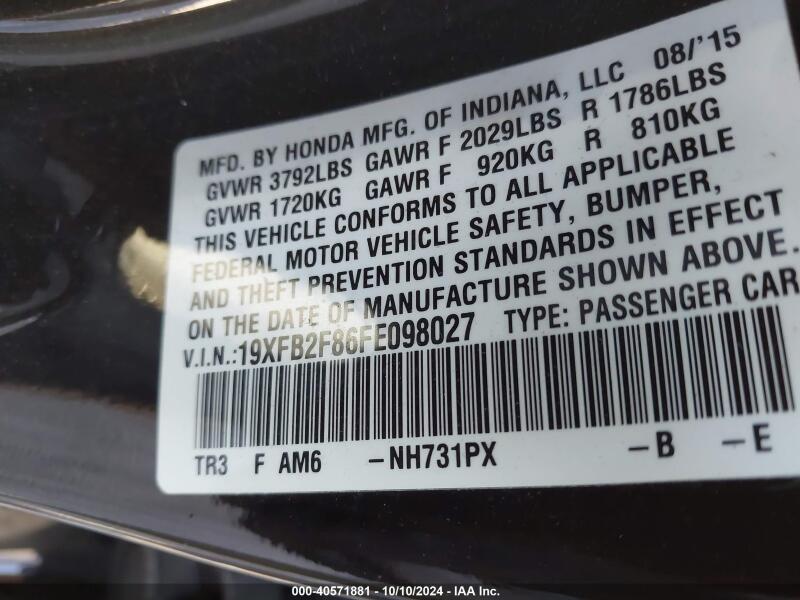 MFD. BY HONDA MFG. OF INDIANA, LLC 08/'15
GVWR 3792LBS GAWR F 2029LBS R 1786LBS
GVWR 1720KG GAWR F 920KG R 810KG
THIS VEHICLE CONFORMS TO ALL APPLICABLE
FEDERAL MOTOR VEHICLE SAFETY, BUMPER,
AND THEFT PREVENTION STANDARDS IN EFFECT
ON THE DATE OF MANUFACTURE SHOWN ABOVE.
V.I.N.:19XFB2F86FE098027 TYPE: PASSENGER CAR
TR3 F AM6 -NH731PX -B -E
000-40571881 - 10/10/2024 - IAA Inc.